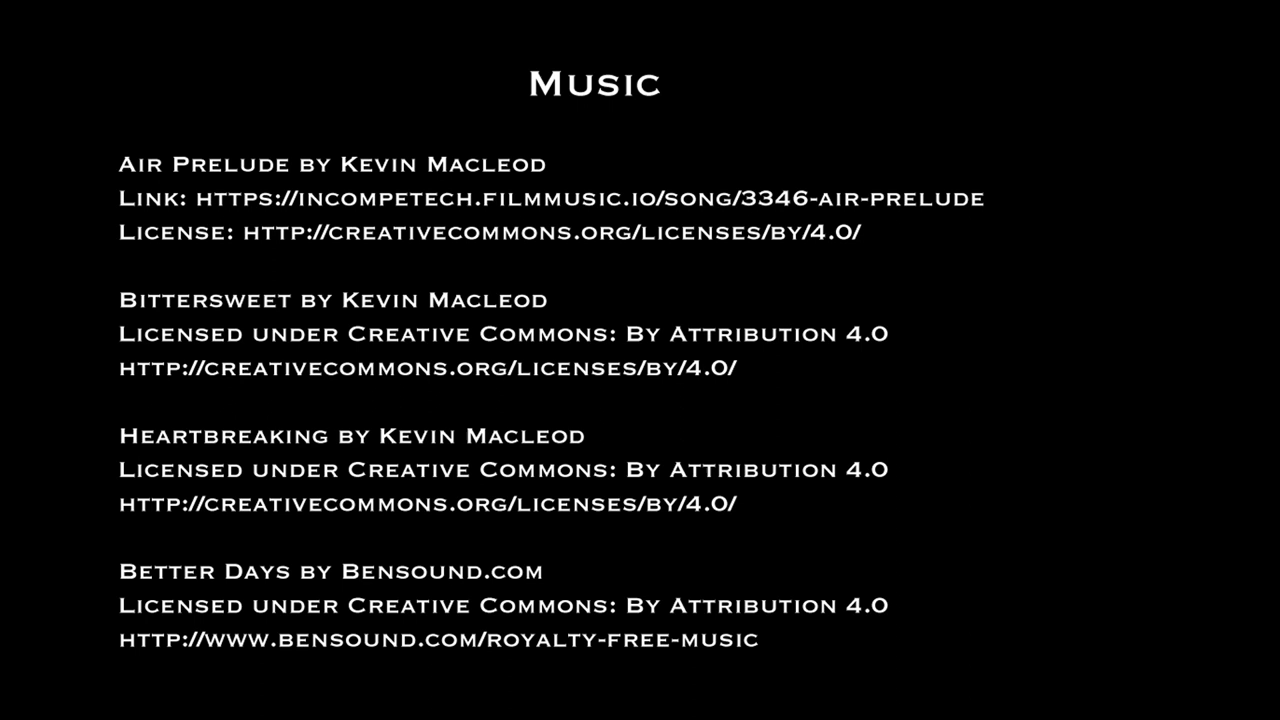 Music
Air Prelude by Kevin Macleod
Link: https://incompetech.filmmusic.io/song/3346-air-prelude
License: http://creativecommons.org/licenses/by/4.0/
Bittersweet by Kevin Macleod
Licensed under Creative Commons: By Attribution 4.0
http://creativecommons.org/licenses/by/4.0/
Heartbreaking by Kevin Macleod
Licensed under Creative Commons: By Attribution 4.0
http://creativecommons.org/licenses/by/4.0/
Better Days by Bensound.com
Licensed under Creative Commons: By Attribution 4.0
http://www.bensound.com/royalty-free-music